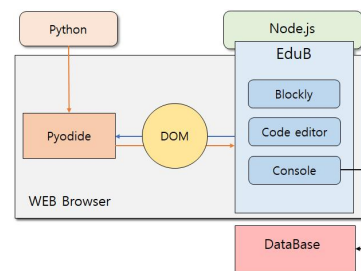 Python
Node.js
EduB
Blockly
Pyodide
DOM
Code editor
Console
WEB Browser
DataBase